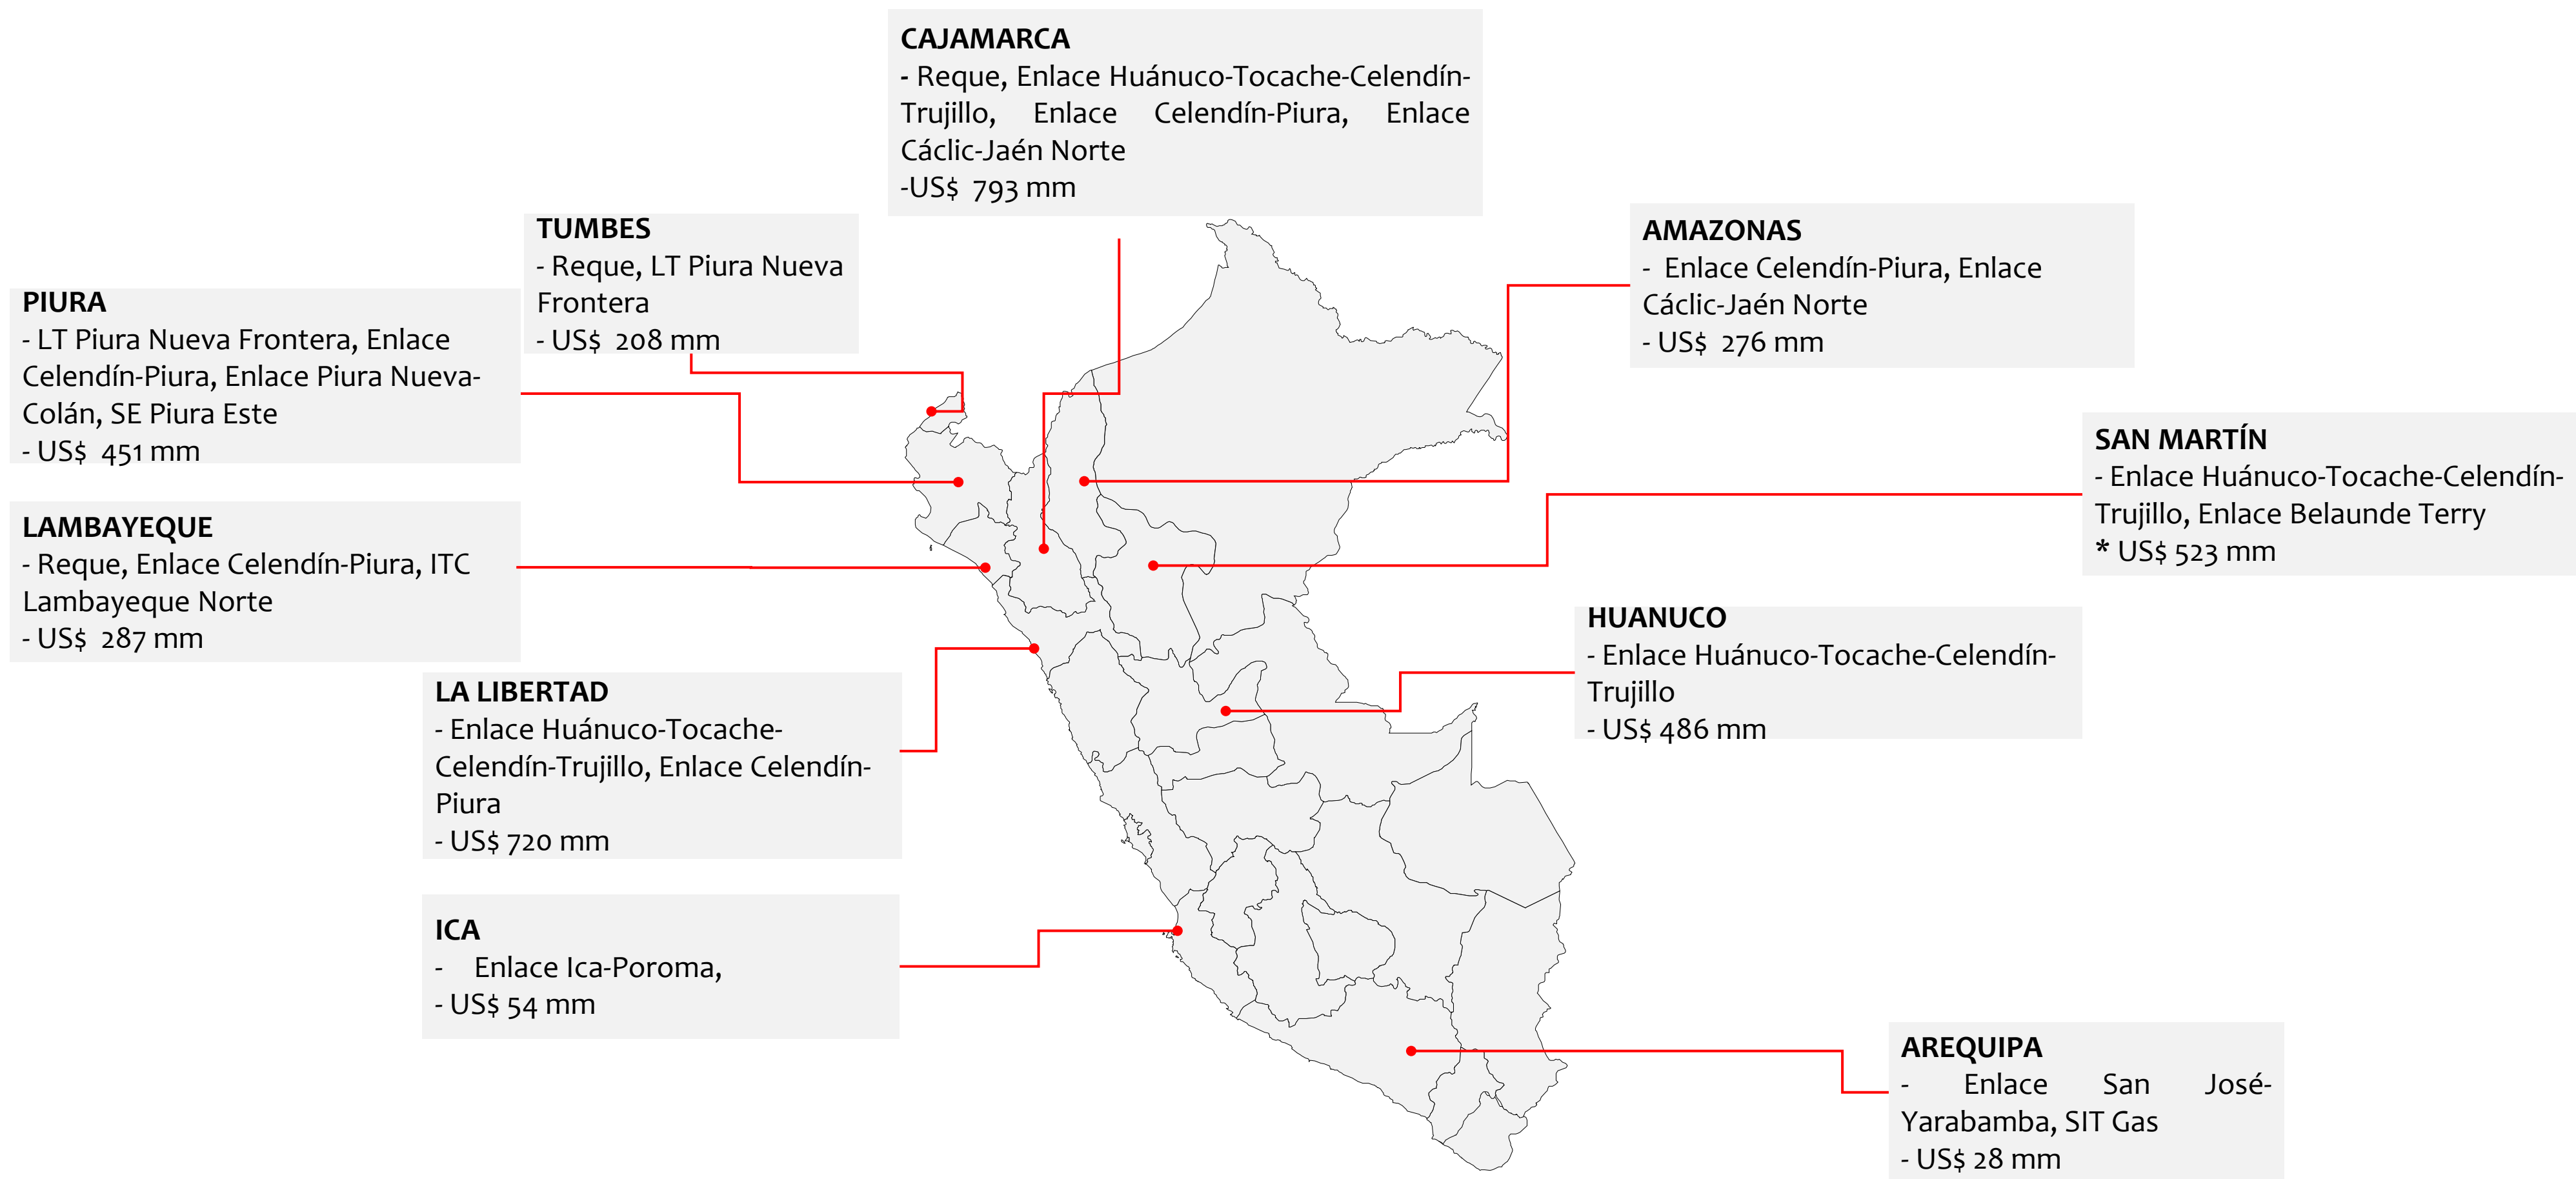 CAJAMARCA
- Reque, Enlace Huánuco-Tocache-Celendín-
Trujillo, Enlace Celendín-Piura, Enlace
Cáclic-Jaén Norte
-US$ 793 mm
TUMBES
- Reque, LT Piura Nueva
Frontera
- US$ 208 mm
AMAZONAS
- Enlace Celendín-Piura, Enlace
Cáclic-Jaén Norte
- US$ 276 mm
PIURA
- LT Piura Nueva Frontera, Enlace
Celendín-Piura, Enlace Piura Nueva-
Colán, SE Piura Este
- US$ 451 mm
SAN MARTÍN
- Enlace Huánuco-Tocache-Celendín-
Trujillo, Enlace Belaunde Terry
* US$ 523 mm
LAMBAYEQUE
- Reque, Enlace Celendín-Piura, ITC
Lambayeque Norte
- US$ 287 mm
HUANUCO
- Enlace Huánuco-Tocache-Celendín-
Trujillo
- US$ 486 mm
LA LIBERTAD
- Enlace Huánuco-Tocache-
Celendín-Trujillo, Enlace Celendín-
Piura
- US$ 720 mm
ICA
- Enlace Ica-Poroma,
- US$ 54 mm
AREQUIPA
- Enlace San José-
Yarabamba, SIT Gas
- US$ 28 mm